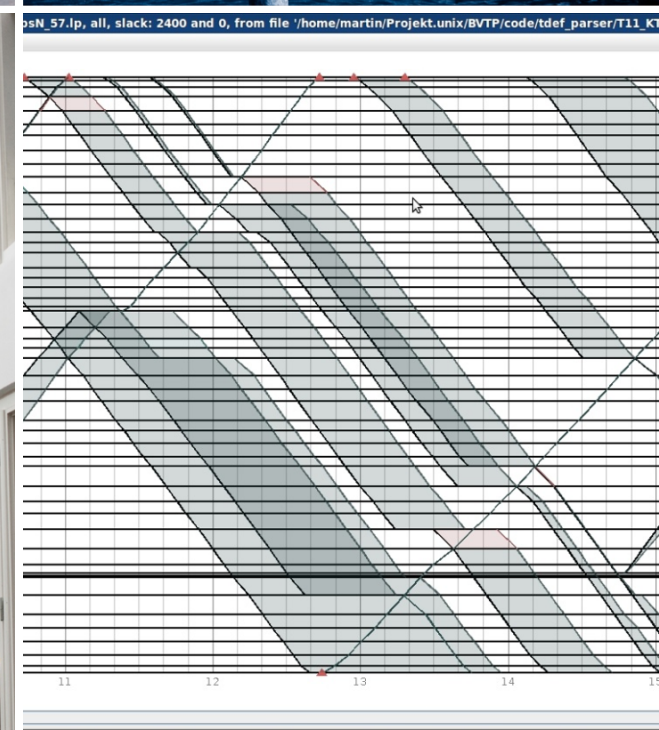 osN_57.lp, all, slack: 2400 and 0, from file '/home/martin/Projekt.unix/BVTP/code/tdef_parser/T11_KT
11 12 13 14 15